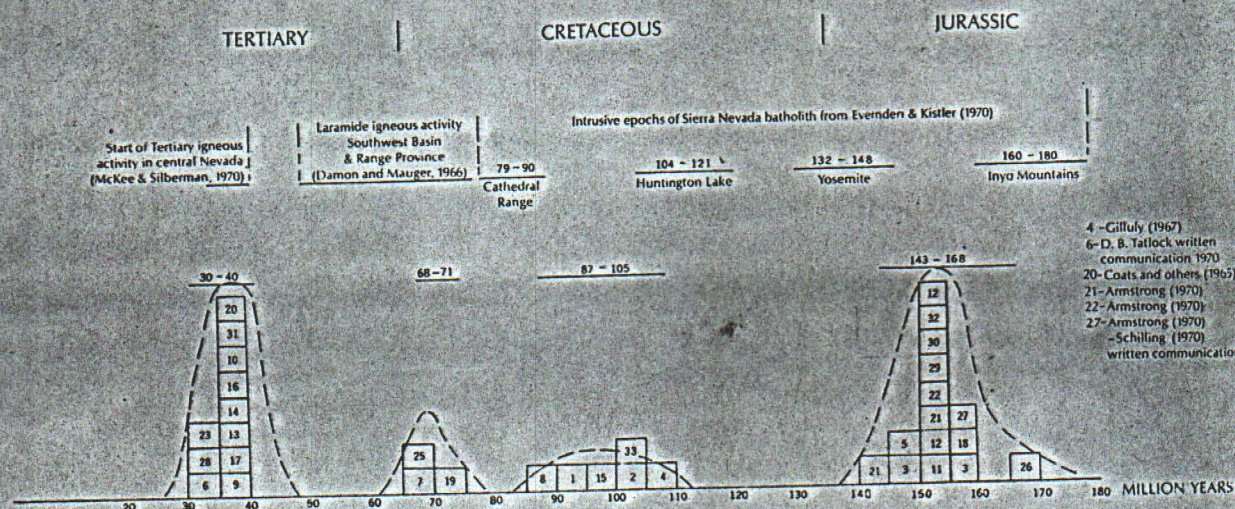 TERTIARY
CRETACEOUS
JURASSIC
Start of Tertiary igneous
activity in central Nevada
(McKee & Silberman, 1970)
Laramide igneous activity
Southwest Basin
& Range Province
(Damon and Mauger, 1966)
Intrusive epochs of Sierra Nevada batholith from Evernden & Kistler (1970)
79-90
Cathedral
Range
104 - 121
Huntington Lake
132 - 148
Yosemite
160 - 180
Inyo Mountains
4 -Gilluly (1967)
6-D. B. Tatlock written
communication 1970
20-Coats and others (1965)
21-Armstrong (1970)
22-Armstrong (1970)
27-Armstrong (1970)
-Schilling (1970)
written communication
30-40
68-71
87 - 105
143 - 168
20
31
10
16
14
23 13
28 17
6 9
25
7 19
33
8 1 15 2 4
12
32
30
29
22
21 27
5 12 18
21 3 11 3
26
20 30 40 50 60 70 80 90 100 110 120 130 140 150 160 170 180 MILLION YEARS